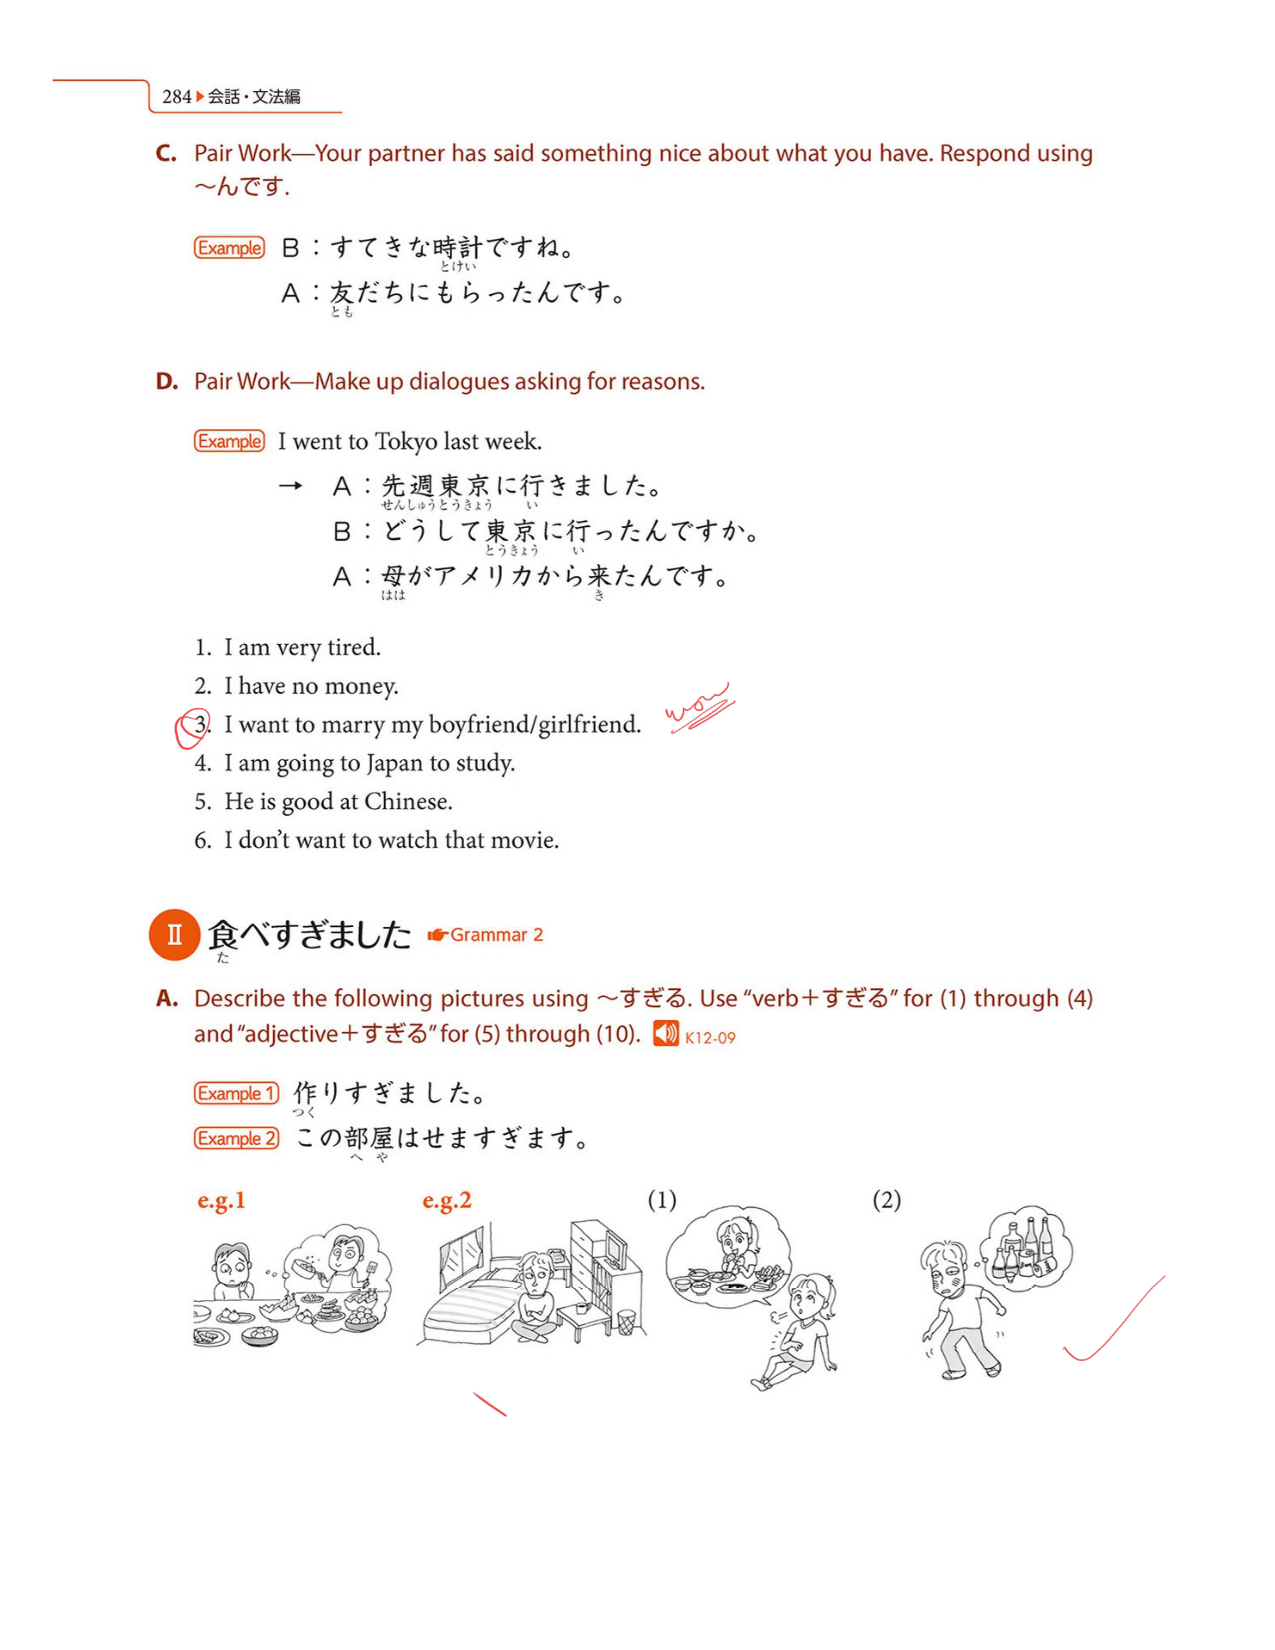 284 ▶ 会話・文法編
C. Pair Work—Your partner has said something nice about what you have. Respond using
～んです.
Example B：すてきな時計ですね。
とけい
A：友だちにもらったんです。
とも
D. Pair Work—Make up dialogues asking for reasons.
Example I went to Tokyo last week.
→ A：先週東京に行きました。
せんしゅうとうきょう い
B：どうして東京に行ったんですか。
とうきょう い
A：母がアメリカから来たんです。
はは き
1. I am very tired.
2. I have no money.
3. I want to marry my boyfriend/girlfriend. wow
4. I am going to Japan to study.
5. He is good at Chinese.
6. I don't want to watch that movie.
Ⅱ 食べすぎました ☛Grammar 2
た
A. Describe the following pictures using ～すぎる. Use “verb＋すぎる” for (1) through (4)
and “adjective＋すぎる” for (5) through (10). K12-09
Example 1 作りすぎました。
つく
Example 2 この部屋はせますぎます。
へ や
e.g.1 e.g.2 (1) (2)